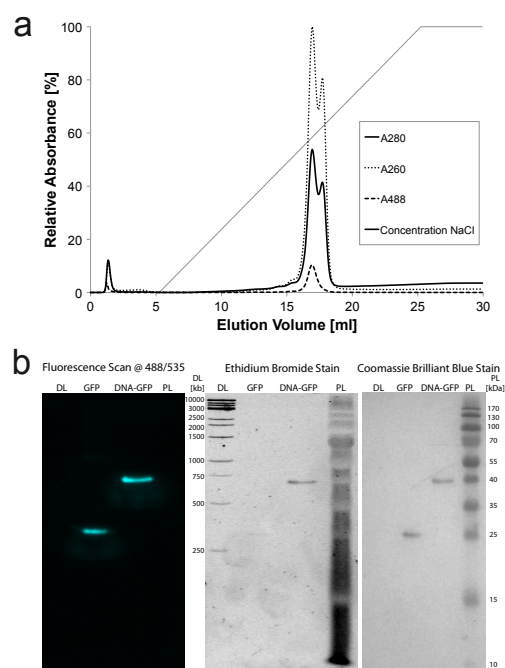 a
Relative Absorbance [%]
100
80
60
40
20
0
0
5
10
15
20
25
30
Elution Volume [ml]
A280
A260
A488
Concentration NaCl
b
Fluorescence Scan @ 488/535
DL GFP DNA-GFP PL
Ethidium Bromide Stain
DL [kb]
DL GFP DNA-GFP PL
10000
3000
2500
2000
1500
1000
750
500
250
Coomassie Brilliant Blue Stain
DL GFP DNA-GFP PL
PL [kDa]
170
130
100
70
55
40
35
25
15
10